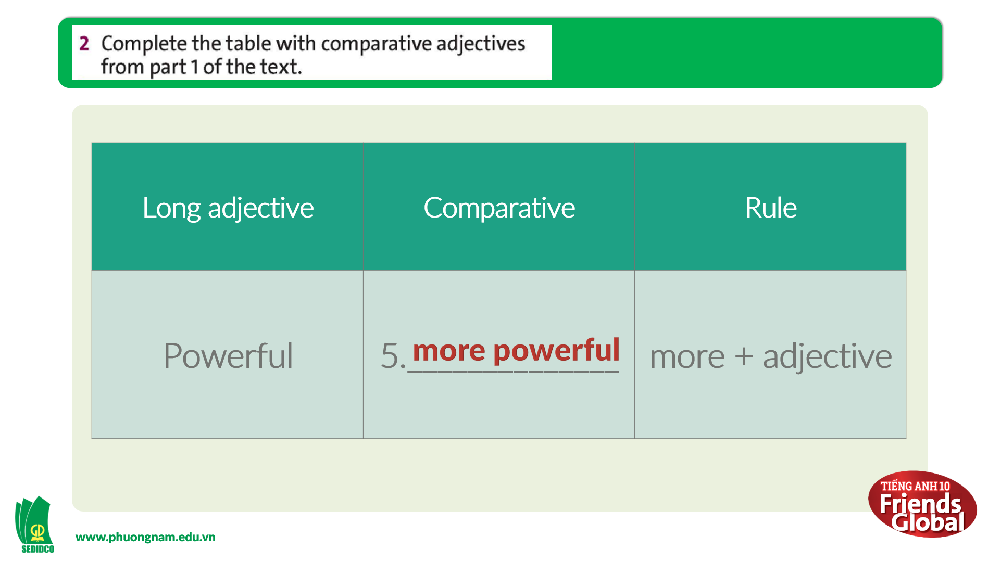 2 Complete the table with comparative adjectives
from part 1 of the text.
Long adjective Comparative Rule
Powerful 5.______________ more powerful more + adjective
TIẾNG ANH 10
Friends
Global
GD
SEDIDCO
www.phuongnam.edu.vn